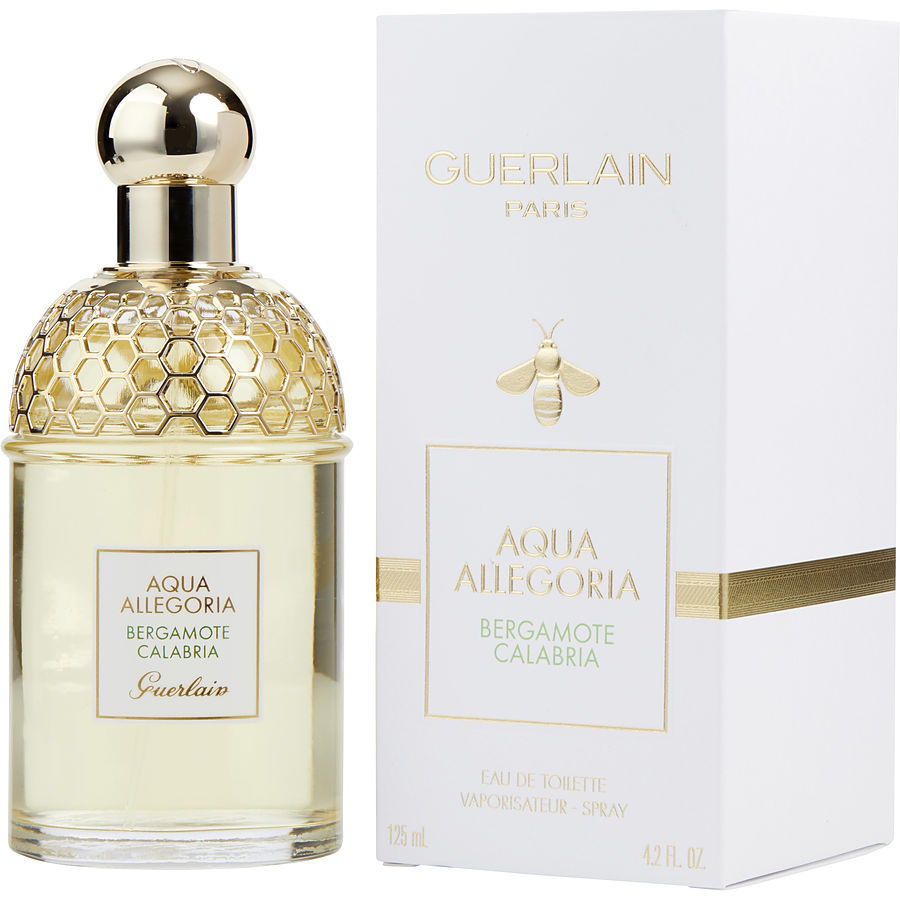 AQUA
ALLEGORIA
BERGAMOTE
CALABRIA
Guerlain
GUERLAIN
PARIS
AQUA
ALLEGORIA
BERGAMOTE
CALABRIA
EAU DE TOILETTE
VAPORISATEUR - SPRAY
125 mL
4.2 FL. OZ.